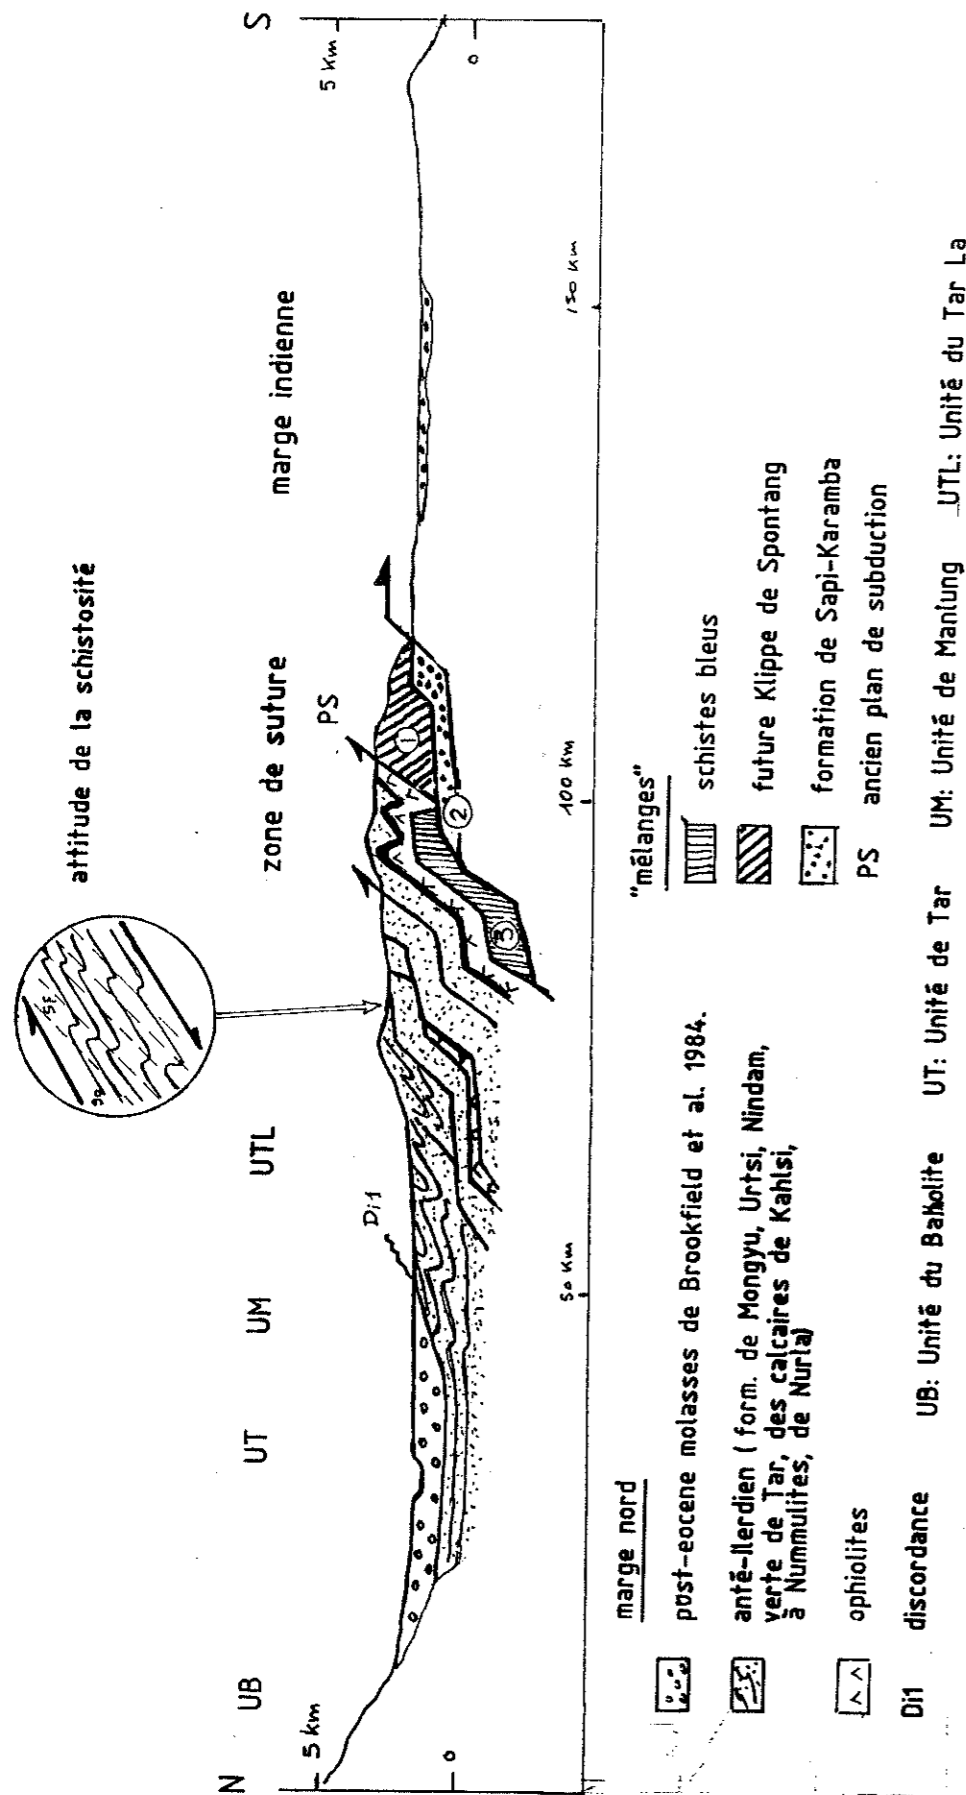 attitude de la schistosité
S₀
S₁
N
UB
UT
UM
UTL
zone de suture
marge indienne
S
Di1
PS
5 km
0
5 Km
0
1
2
3
50 Km
100 Km
150 Km
marge nord
post-eocene molasses de Brookfield et al. 1984.
anté-Ilerdien ( form. de Mongyu, Urtsi, Nindam,
verte de Tar, des calcaires de Kahlsi,
à Nummulites, de Nurla)
ophiolites
Di1 discordance
"mélanges"
schistes bleus
future Klippe de Spontang
formation de Sapi-Karamba
PS ancien plan de subduction
UB: Unité du Batholite UT: Unité de Tar UM: Unité de Manlung UTL: Unité du Tar La